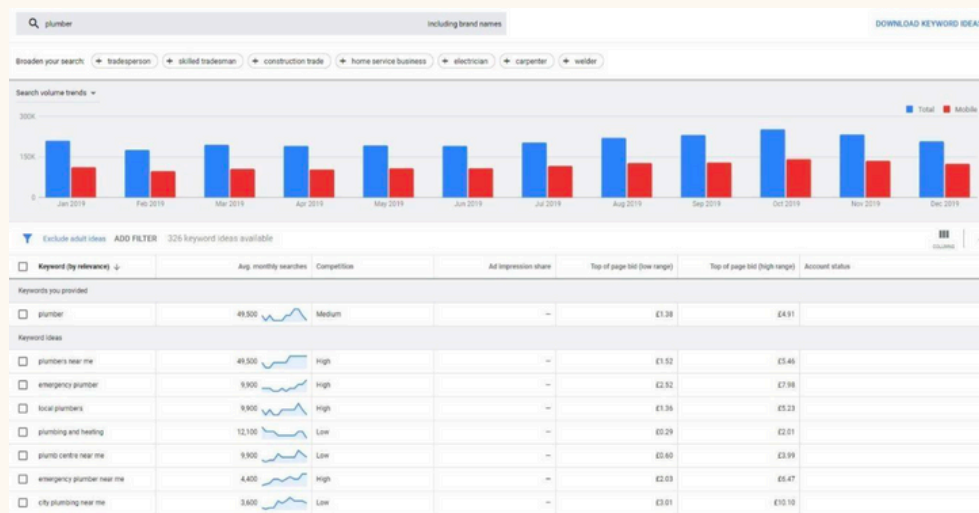 plumber Including brand names DOWNLOAD KEYWORD IDEA
Broaden your search: + tradesperson + skilled tradesman + construction trade + home service business + electrician + carpenter + welder
Search volume trends
Total Mobile
300K
150K
0
Jan 2019 Feb 2019 Mar 2019 Apr 2019 May 2019 Jun 2019 Jul 2019 Aug 2019 Sep 2019 Oct 2019 Nov 2019 Dec 2019
Exclude adult ideas ADD FILTER 326 keyword ideas available COLUMNS
Keyword (by relevance) ↓ Avg. monthly searches Competition Ad impression share Top of page bid (low range) Top of page bid (high range) Account status
Keywords you provided
plumber 49,500 Medium – £1.38 £4.91
Keyword ideas
plumbers near me 49,500 High – £1.52 £5.46
emergency plumber 9,900 High – £2.52 £7.98
local plumbers 9,900 High – £1.36 £5.23
plumbing and heating 12,100 Low – £0.29 £2.01
plumb centre near me 9,900 Low – £0.60 £3.99
emergency plumber near me 4,400 High – £2.03 £6.47
city plumbing near me 3,600 Low – £3.01 £10.10